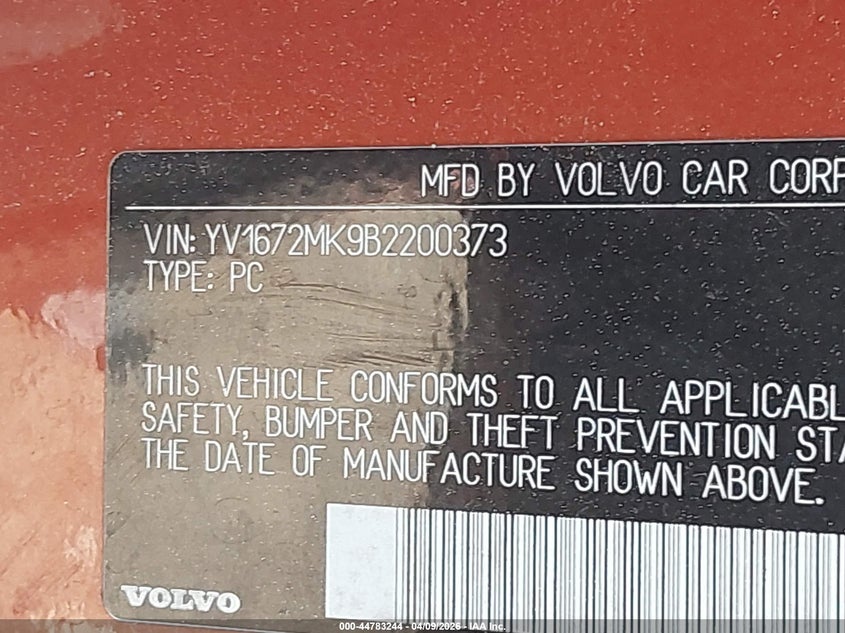 MFD BY VOLVO CAR CORP
VIN: YV1672MK9B2200373
TYPE: PC
THIS VEHICLE CONFORMS TO ALL APPLICABL
SAFETY, BUMPER AND THEFT PREVENTION STA
THE DATE OF MANUFACTURE SHOWN ABOVE.
VOLVO
000-44783244 - 04/09/2026 - IAA Inc.